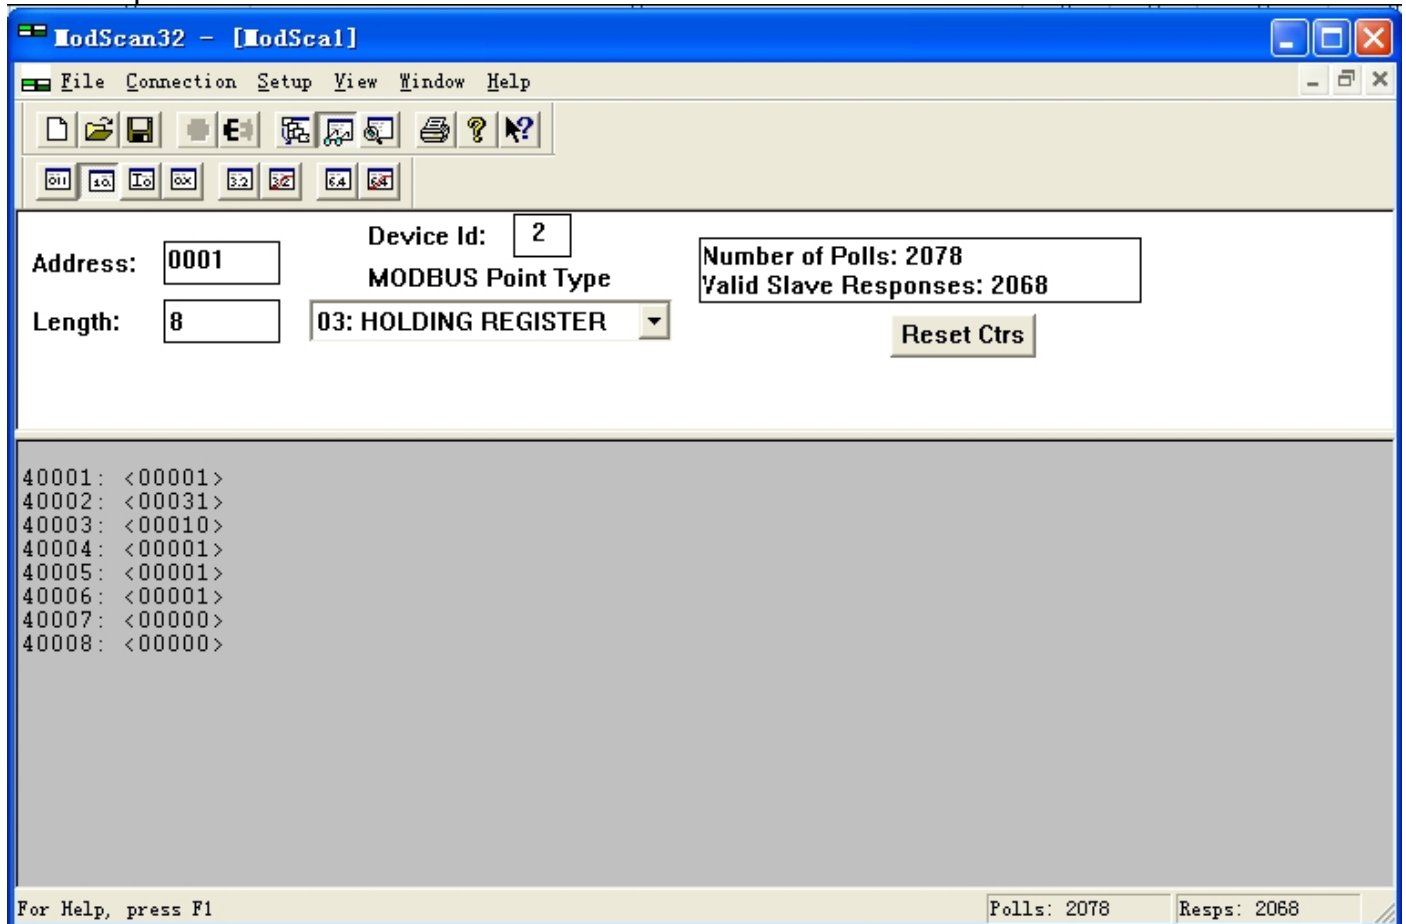 ModScan32 - [ModSca1]
File Connection Setup View Window Help
Address: 0001
Device Id: 2
MODBUS Point Type
Length: 8
03: HOLDING REGISTER
Number of Polls: 2078
Valid Slave Responses: 2068
Reset Ctrs
40001: <00001>
40002: <00031>
40003: <00010>
40004: <00001>
40005: <00001>
40006: <00001>
40007: <00000>
40008: <00000>
For Help, press F1
Polls: 2078
Resps: 2068